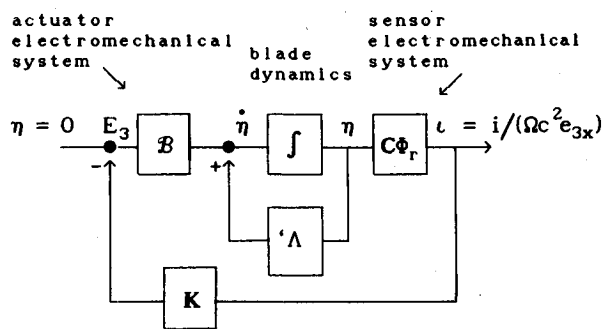 actuator
electromechanical
system
blade
dynamics
sensor
electromechanical
system
η = 0 E₃ ℬ η̇ ∫ η CΦᵣ ι = i/(Ωc²e₃ₓ)
−
+
‘Λ
K